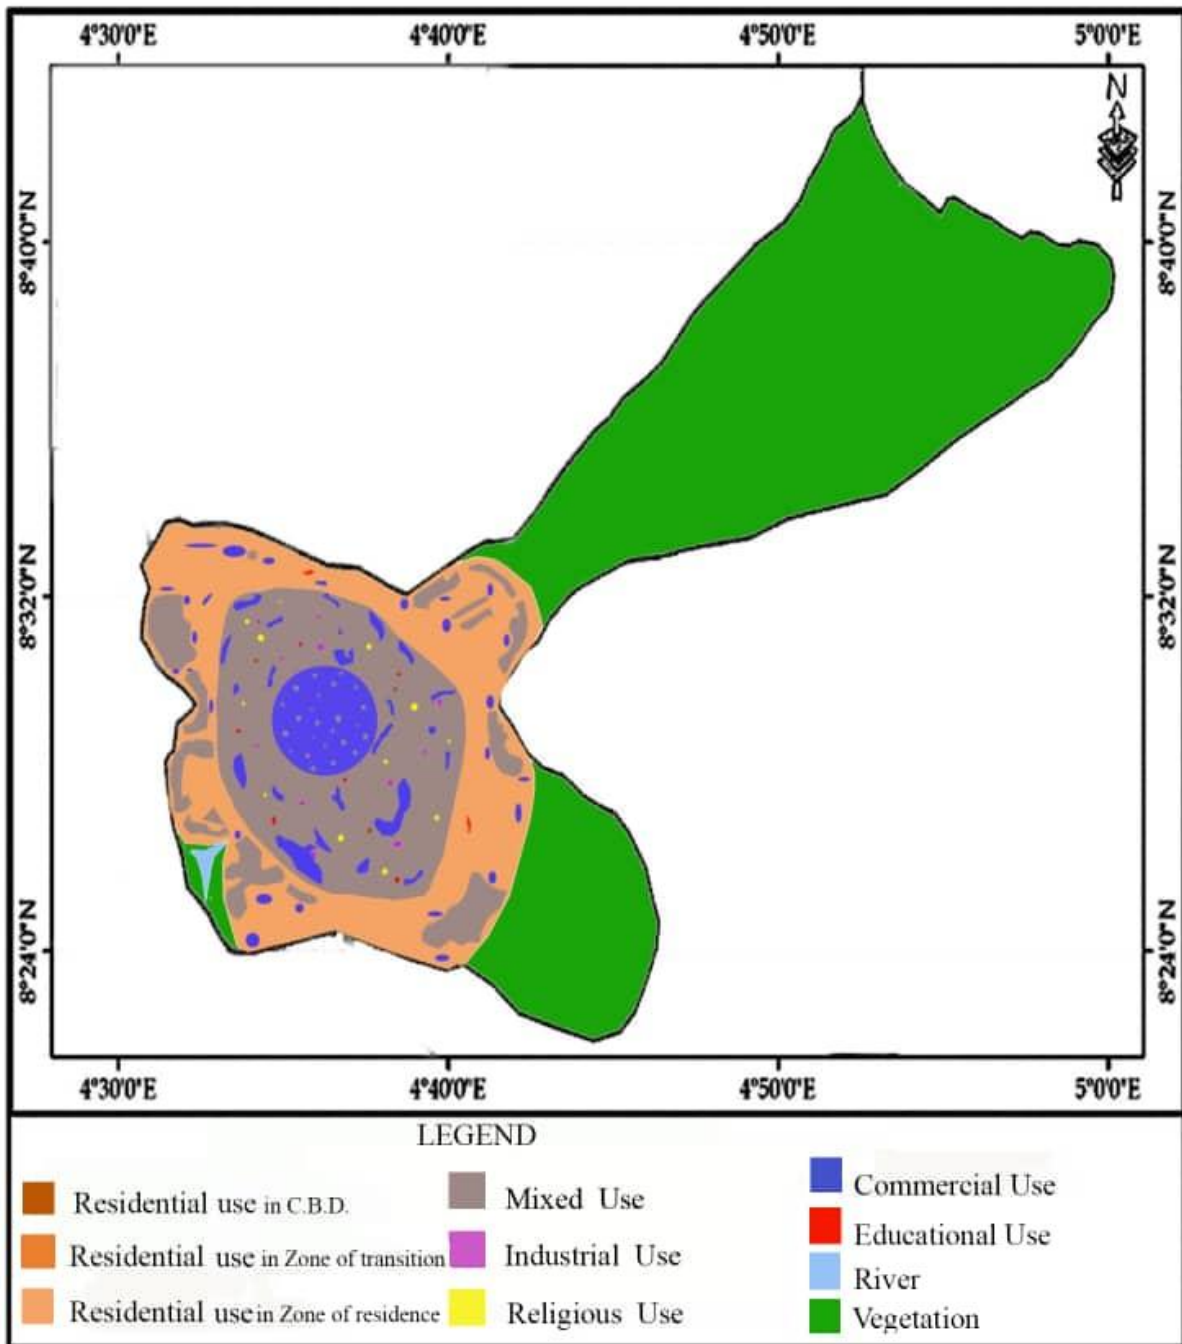 4°30'0"E 4°40'0"E 4°50'0"E 5°0'0"E
N
8°40'0"N 8°40'0"N
8°32'0"N 8°32'0"N
8°24'0"N 8°24'0"N
4°30'0"E 4°40'0"E 4°50'0"E 5°0'0"E
LEGEND
Residential use in C.B.D.
Residential use in Zone of transition
Residential use in Zone of residence
Mixed Use
Industrial Use
Religious Use
Commercial Use
Educational Use
River
Vegetation